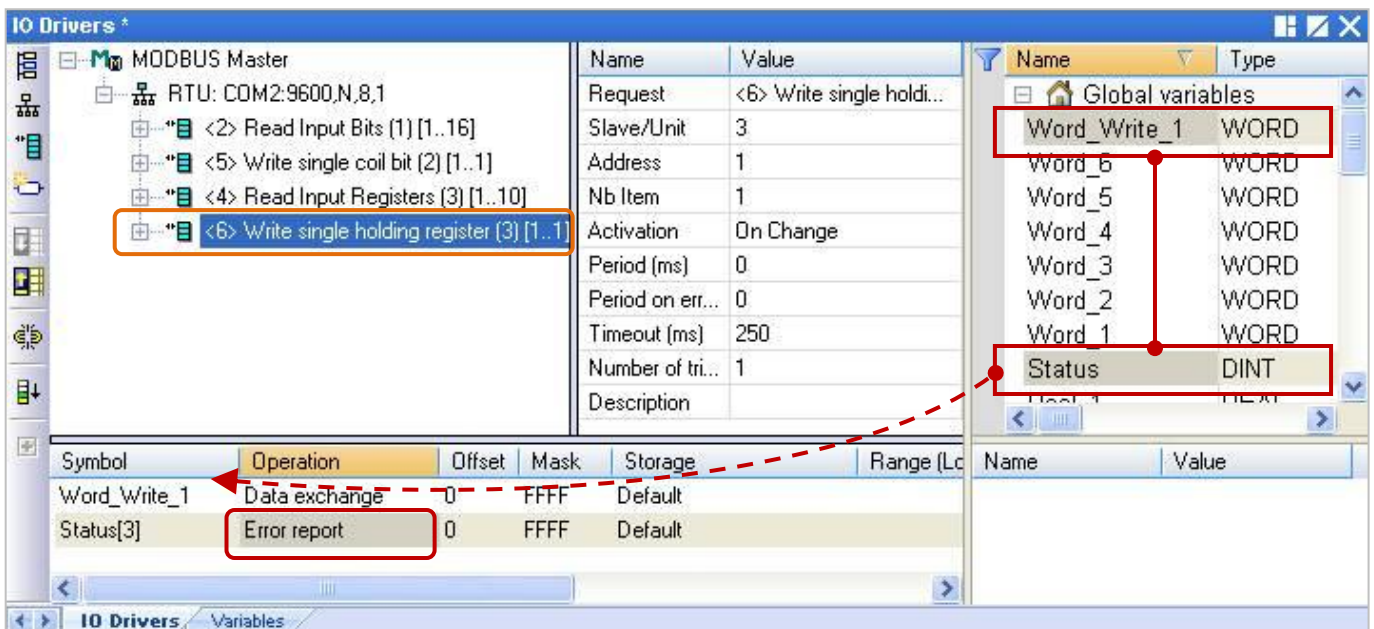 IO Drivers *
MODBUS Master
RTU: COM2:9600,N,8,1
<2> Read Input Bits (1) [1..16]
<5> Write single coil bit (2) [1..1]
<4> Read Input Registers (3) [1..10]
<6> Write single holding register (3) [1..1]
Name Value
Request <6> Write single holdi...
Slave/Unit 3
Address 1
Nb Item 1
Activation On Change
Period (ms) 0
Period on err... 0
Timeout (ms) 250
Number of tri... 1
Description
Name Type
Global variables
Word_Write_1 WORD
Word_6 WORD
Word_5 WORD
Word_4 WORD
Word_3 WORD
Word_2 WORD
Word_1 WORD
Status DINT
Symbol Operation Offset Mask Storage Range (Lo
Word_Write_1 Data exchange 0 FFFF Default
Status[3] Error report 0 FFFF Default
Name Value
IO Drivers Variables